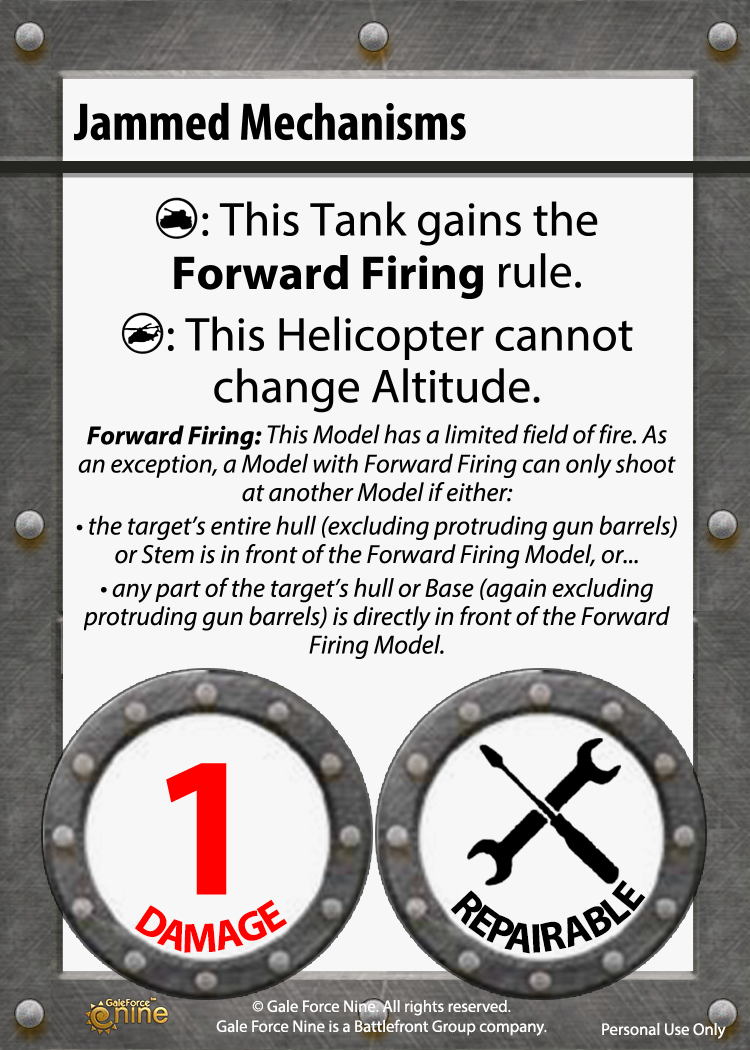 Jammed Mechanisms
: This Tank gains the
Forward Firing rule.
: This Helicopter cannot
change Altitude.
Forward Firing: This Model has a limited field of fire. As
an exception, a Model with Forward Firing can only shoot
at another Model if either:
• the target's entire hull (excluding protruding gun barrels)
or Stem is in front of the Forward Firing Model, or...
• any part of the target's hull or Base (again excluding
protruding gun barrels) is directly in front of the Forward
Firing Model.
1
DAMAGE
REPAIRABLE
GaleForce™
nine
© Gale Force Nine. All rights reserved.
Gale Force Nine is a Battlefront Group company.
Personal Use Only